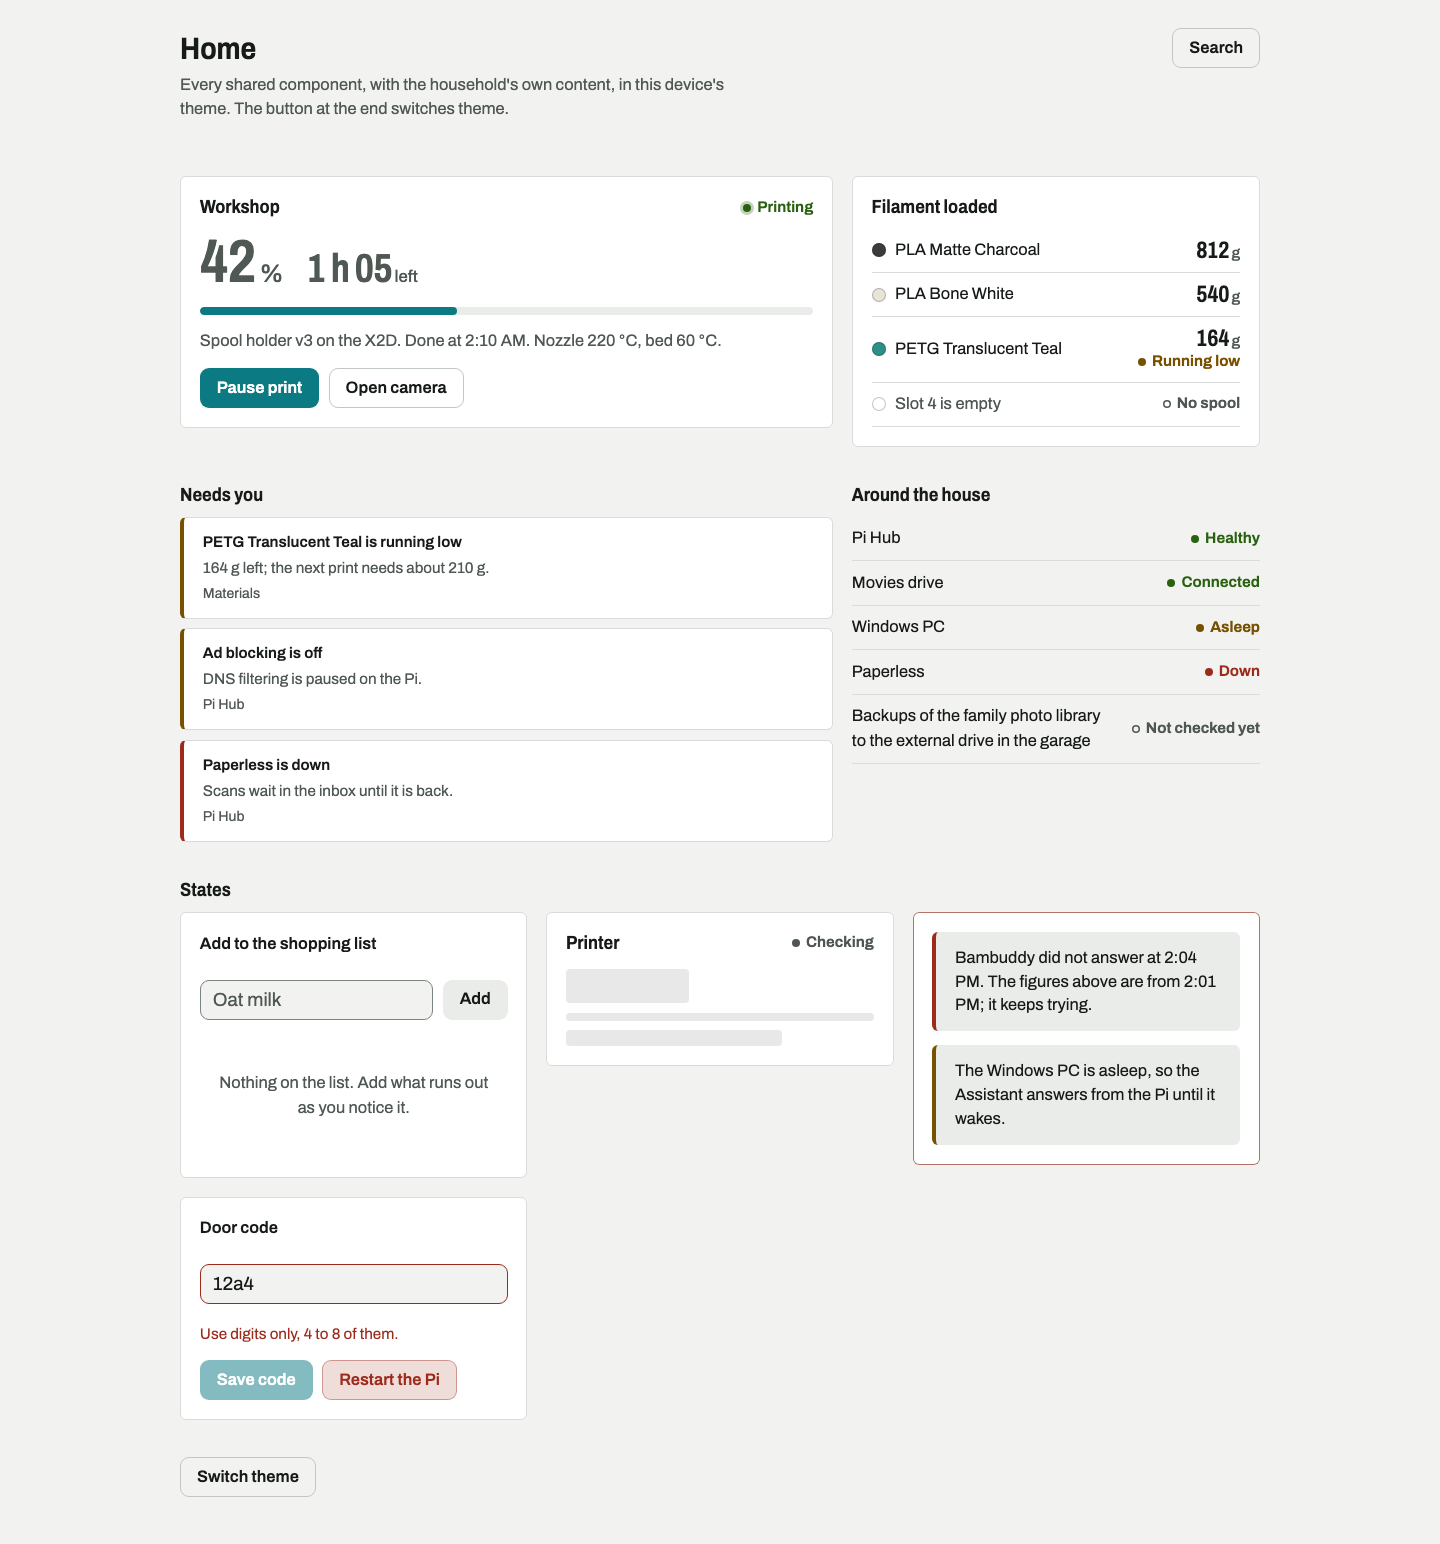 Home
Search
Every shared component, with the household's own content, in this device's
theme. The button at the end switches theme.
Workshop
Printing
42 % 1 h 05 left
Spool holder v3 on the X2D. Done at 2:10 AM. Nozzle 220 °C, bed 60 °C.
Pause print
Open camera
Filament loaded
PLA Matte Charcoal 812 g
PLA Bone White 540 g
PETG Translucent Teal 164 g
Running low
Slot 4 is empty No spool
Needs you
PETG Translucent Teal is running low
164 g left; the next print needs about 210 g.
Materials
Ad blocking is off
DNS filtering is paused on the Pi.
Pi Hub
Paperless is down
Scans wait in the inbox until it is back.
Pi Hub
Around the house
Pi Hub Healthy
Movies drive Connected
Windows PC Asleep
Paperless Down
Backups of the family photo library
to the external drive in the garage
Not checked yet
States
Add to the shopping list
Oat milk
Add
Nothing on the list. Add what runs out
as you notice it.
Printer
Checking
Bambuddy did not answer at 2:04
PM. The figures above are from 2:01
PM; it keeps trying.
The Windows PC is asleep, so the
Assistant answers from the Pi until it
wakes.
Door code
12a4
Use digits only, 4 to 8 of them.
Save code
Restart the Pi
Switch theme